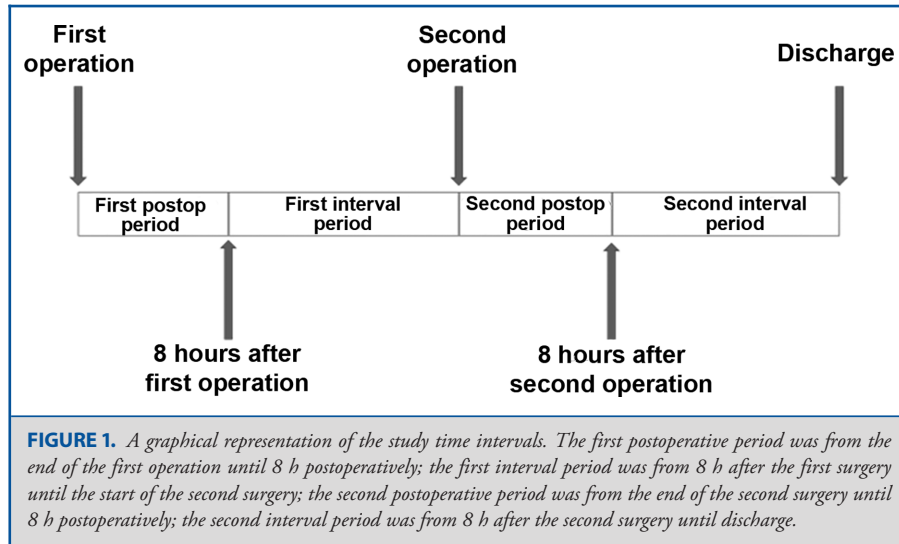 First
operation
Second
operation
Discharge
First postop
period
First interval
period
Second postop
period
Second interval
period
8 hours after
first operation
8 hours after
second operation
FIGURE 1. A graphical representation of the study time intervals. The first postoperative period was from the
end of the first operation until 8 h postoperatively; the first interval period was from 8 h after the first surgery
until the start of the second surgery; the second postoperative period was from the end of the second surgery until
8 h postoperatively; the second interval period was from 8 h after the second surgery until discharge.